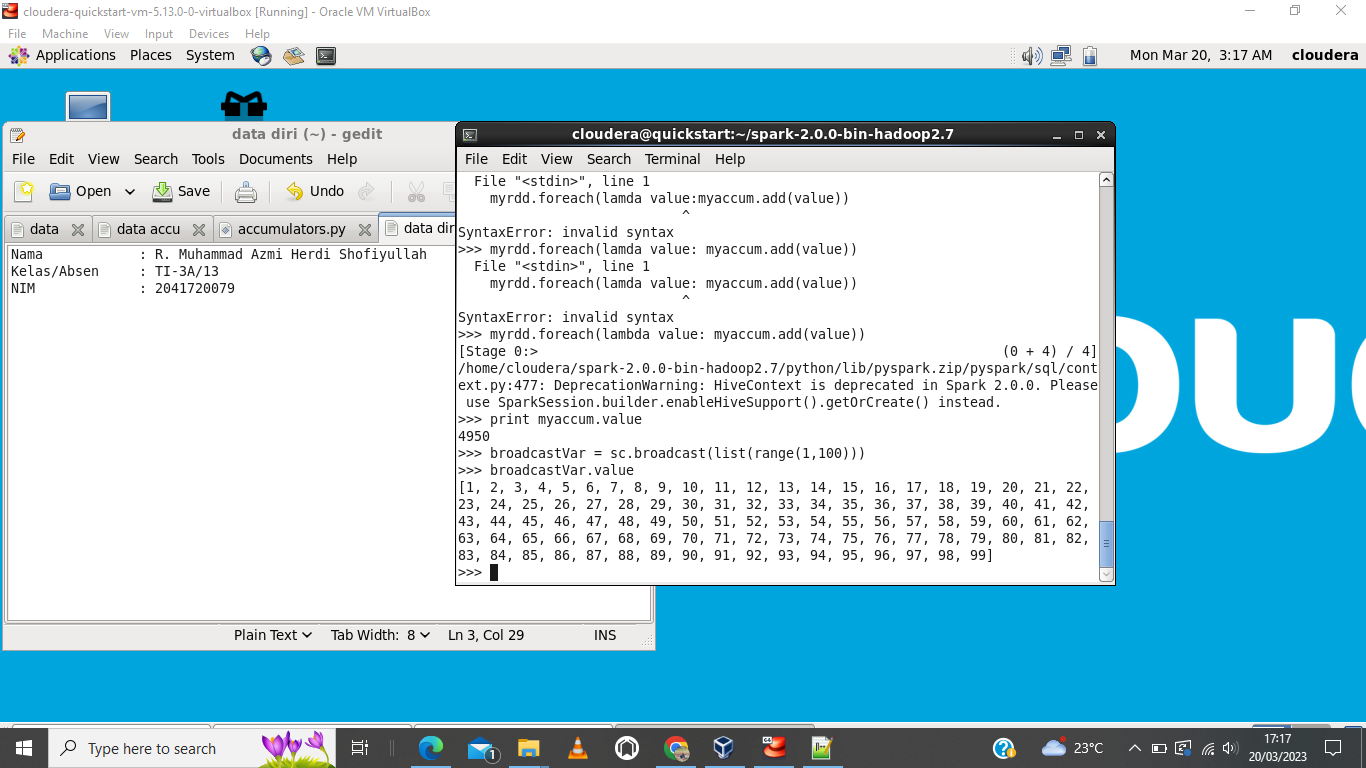 cloudera-quickstart-vm-5.13.0-0-virtualbox [Running] - Oracle VM VirtualBox
File Machine View Input Devices Help
Applications Places System Mon Mar 20, 3:17 AM cloudera
data diri (~) - gedit
File Edit View Search Tools Documents Help
Open Save Undo
data data accu accumulators.py data dir
Nama : R. Muhammad Azmi Herdi Shofiyullah
Kelas/Absen : TI-3A/13
NIM : 2041720079
Plain Text Tab Width: 8 Ln 3, Col 29 INS
cloudera@quickstart:~/spark-2.0.0-bin-hadoop2.7
File Edit View Search Terminal Help
  File "<stdin>", line 1
    myrdd.foreach(lamda value:myaccum.add(value))
                            ^
SyntaxError: invalid syntax
>>> myrdd.foreach(lamda value: myaccum.add(value))
  File "<stdin>", line 1
    myrdd.foreach(lamda value: myaccum.add(value))
                            ^
SyntaxError: invalid syntax
>>> myrdd.foreach(lambda value: myaccum.add(value))
[Stage 0:> (0 + 4) / 4]
/home/cloudera/spark-2.0.0-bin-hadoop2.7/python/lib/pyspark.zip/pyspark/sql/cont
ext.py:477: DeprecationWarning: HiveContext is deprecated in Spark 2.0.0. Please
 use SparkSession.builder.enableHiveSupport().getOrCreate() instead.
>>> print myaccum.value
4950
>>> broadcastVar = sc.broadcast(list(range(1,100)))
>>> broadcastVar.value
[1, 2, 3, 4, 5, 6, 7, 8, 9, 10, 11, 12, 13, 14, 15, 16, 17, 18, 19, 20, 21, 22,
23, 24, 25, 26, 27, 28, 29, 30, 31, 32, 33, 34, 35, 36, 37, 38, 39, 40, 41, 42,
43, 44, 45, 46, 47, 48, 49, 50, 51, 52, 53, 54, 55, 56, 57, 58, 59, 60, 61, 62,
63, 64, 65, 66, 67, 68, 69, 70, 71, 72, 73, 74, 75, 76, 77, 78, 79, 80, 81, 82,
83, 84, 85, 86, 87, 88, 89, 90, 91, 92, 93, 94, 95, 96, 97, 98, 99]
>>>
ou
Type here to search 1 23°C 17:17
20/03/2023